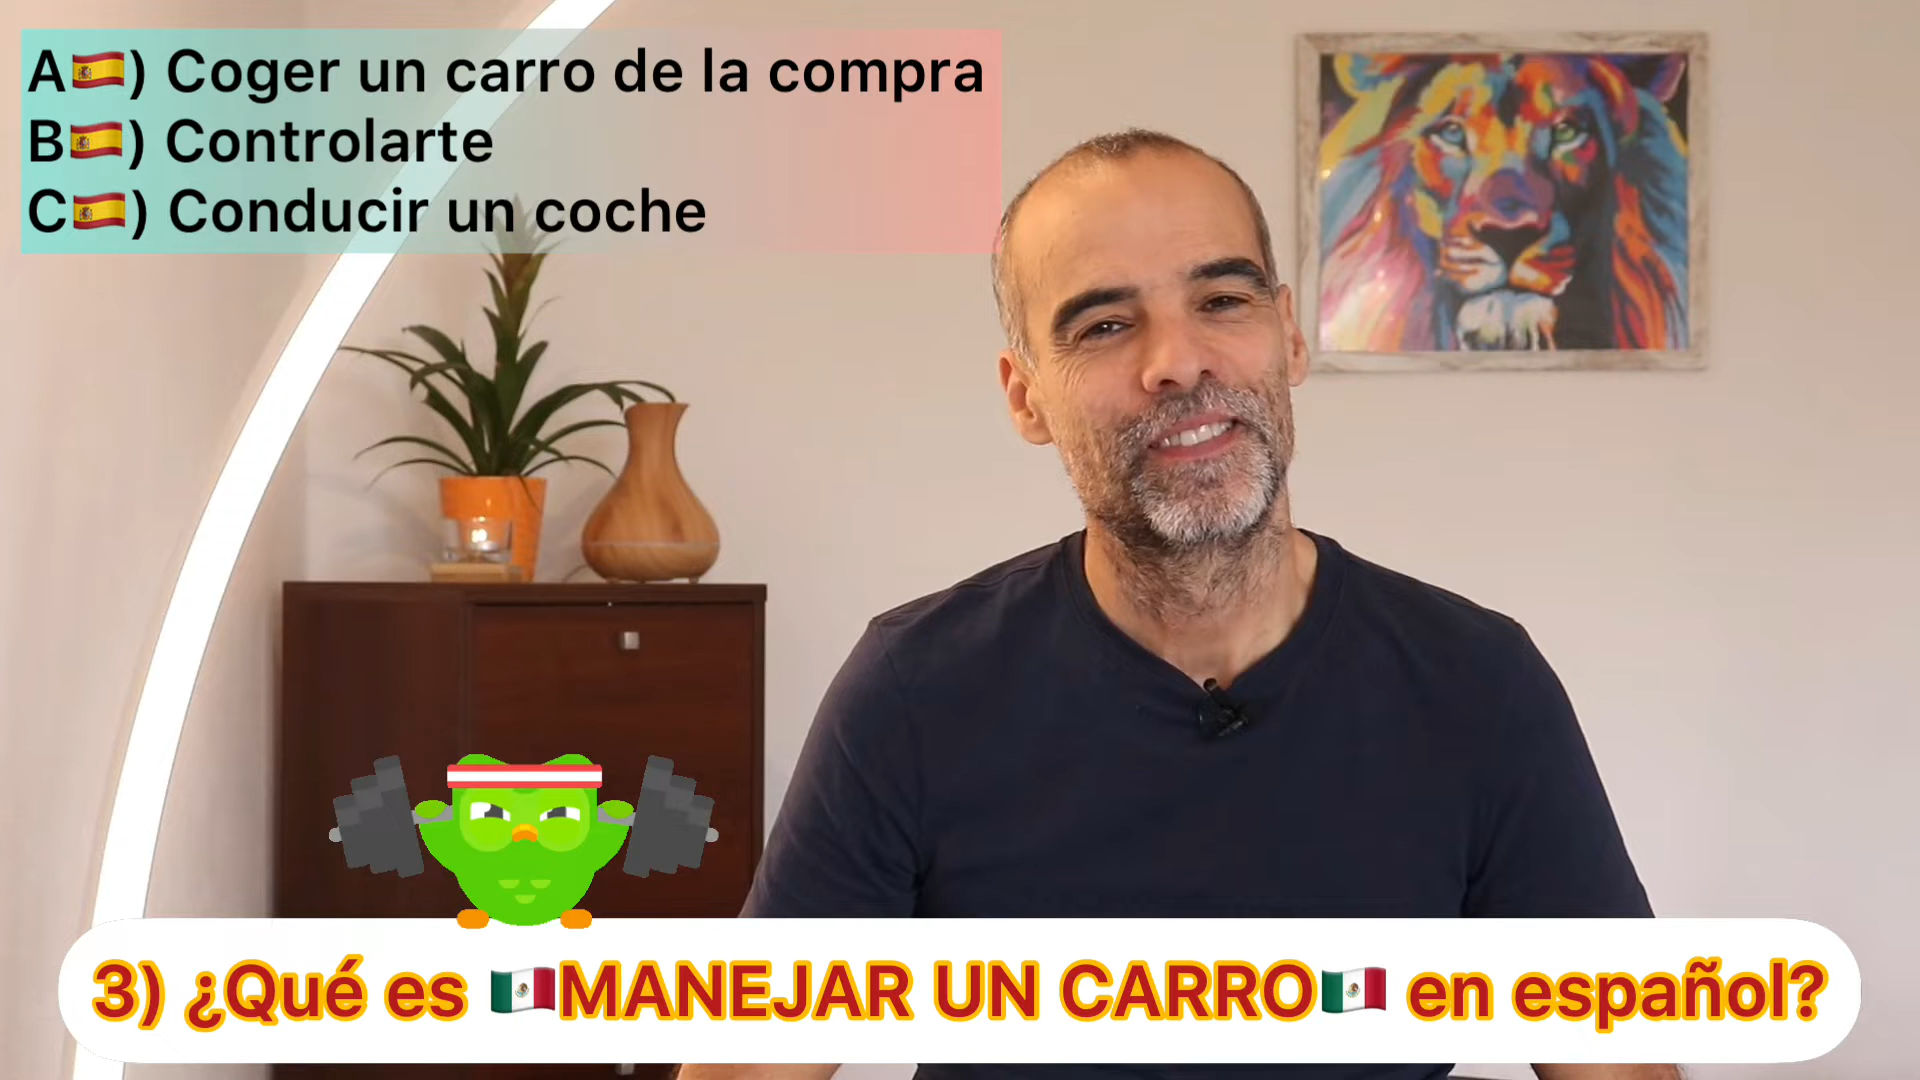 A🇪🇸) Coger un carro de la compra
B🇪🇸) Controlarte
C🇪🇸) Conducir un coche
3) ¿Qué es 🇲🇽MANEJAR UN CARRO🇲🇽 en español?